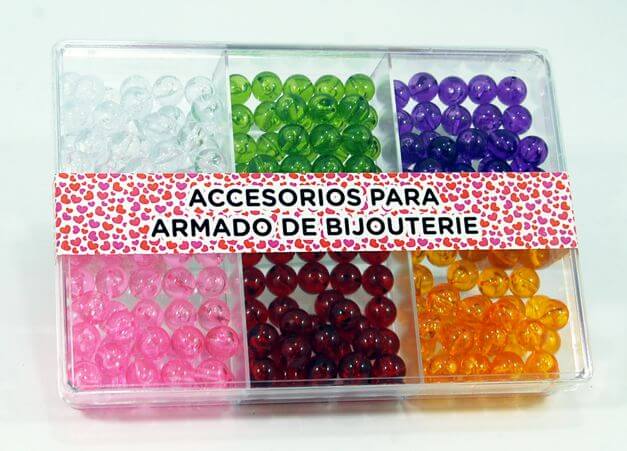 ACCESORIOS PARA
ARMADO DE BIJOUTERIE